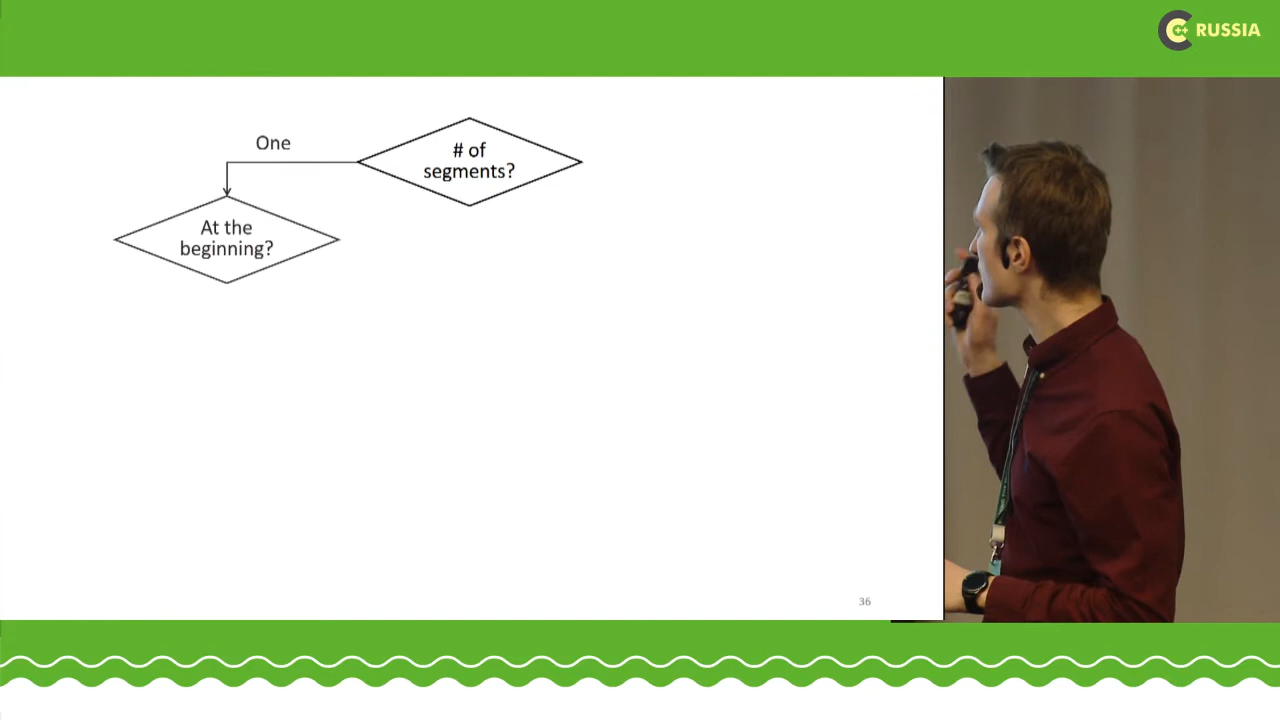 C++ RUSSIA
One
# of
segments?
At the
beginning?
36